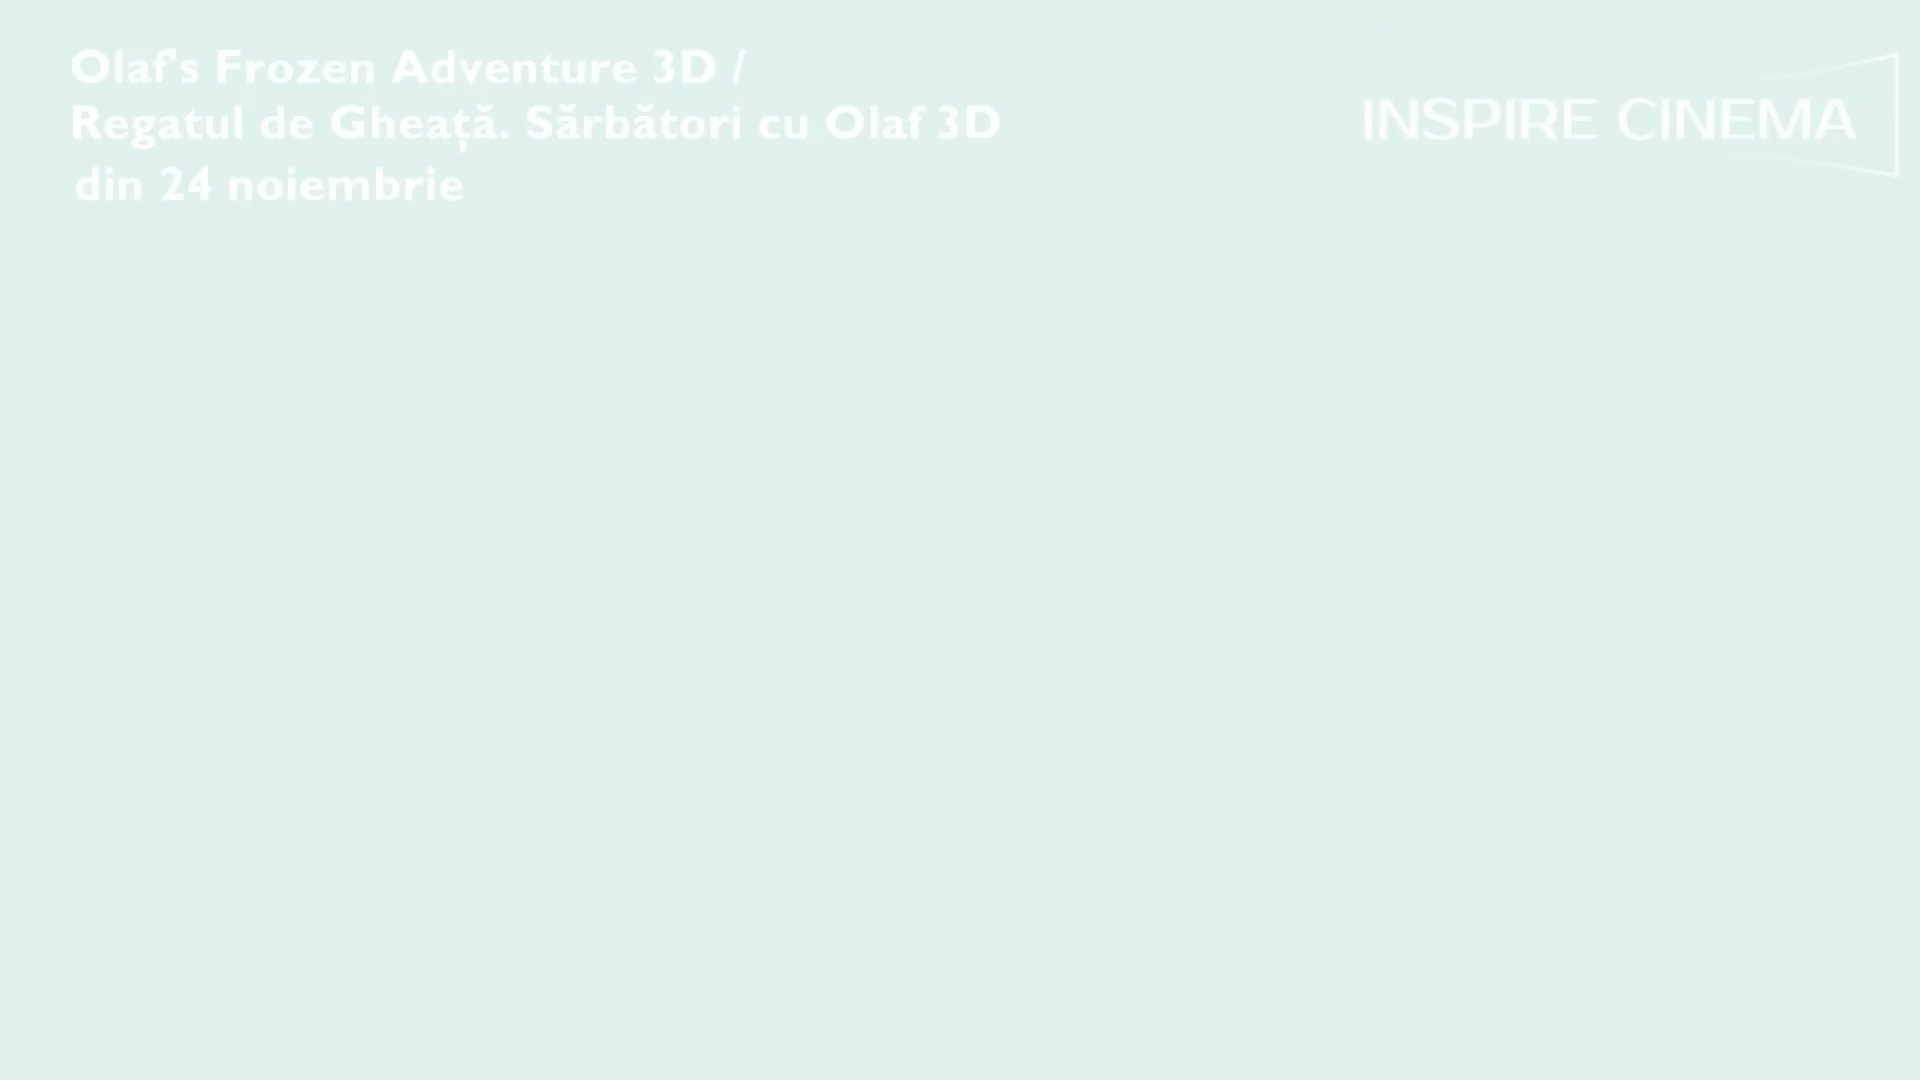 Olaf's Frozen Adventure 3D /
Regatul de Gheață. Sărbători cu Olaf 3D
din 24 noiembrie
INSPIRE CINEMA